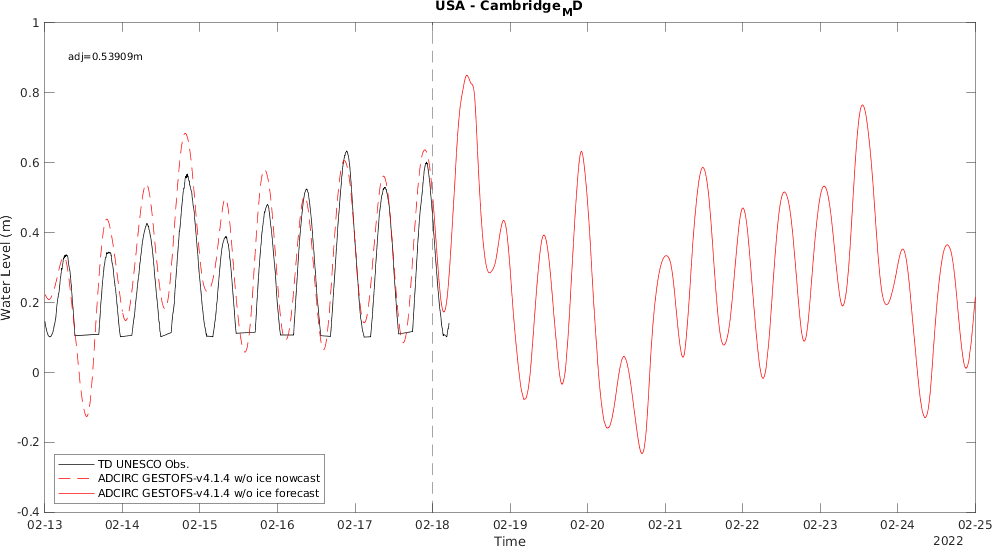 USA - Cambridge_MD
adj=0.53909m
Water Level (m)
1
0.8
0.6
0.4
0.2
0
-0.2
-0.4
TD UNESCO Obs.
ADCIRC GESTOFS-v4.1.4 w/o ice nowcast
ADCIRC GESTOFS-v4.1.4 w/o ice forecast
02-13 02-14 02-15 02-16 02-17 02-18 02-19 02-20 02-21 02-22 02-23 02-24 02-25
Time
2022